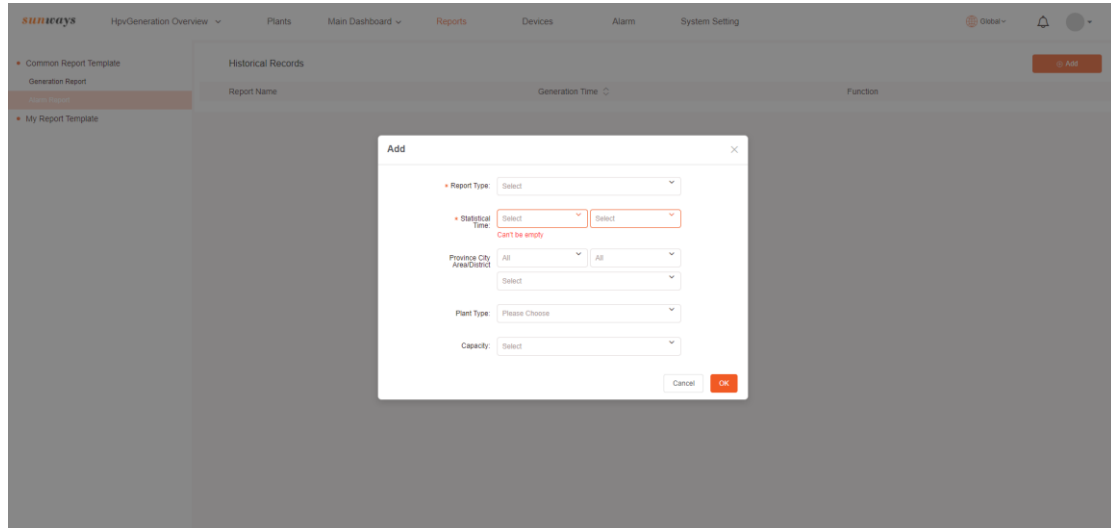 sunways HpvGeneration Overview Plants Main Dashboard Reports Devices Alarm System Setting Global
Common Report Template
Generation Report
Alarm Report
My Report Template
Historical Records
Add
Report Name Generation Time Function
Add
* Report Type: Select
* Statistical Time: Select Select
Can't be empty
Province City Area/District All All
Select
Plant Type: Please Choose
Capacity: Select
Cancel OK